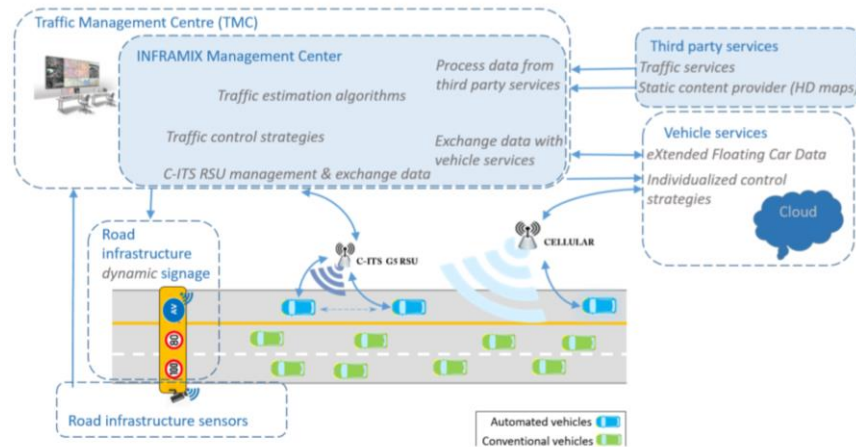 Traffic Management Centre (TMC)
INFRAMIX Management Center
Process data from
third party services
Traffic estimation algorithms
Traffic control strategies
Exchange data with
vehicle services
C-ITS RSU management & exchange data
Third party services
Traffic services
Static content provider (HD maps)
Vehicle services
eXtended Floating Car Data
Individualized control
strategies
Cloud
Road
infrastructure
dynamic signage
C-ITS G5 RSU
CELLULAR
AV
80
100
Road infrastructure sensors
Automated vehicles
Conventional vehicles